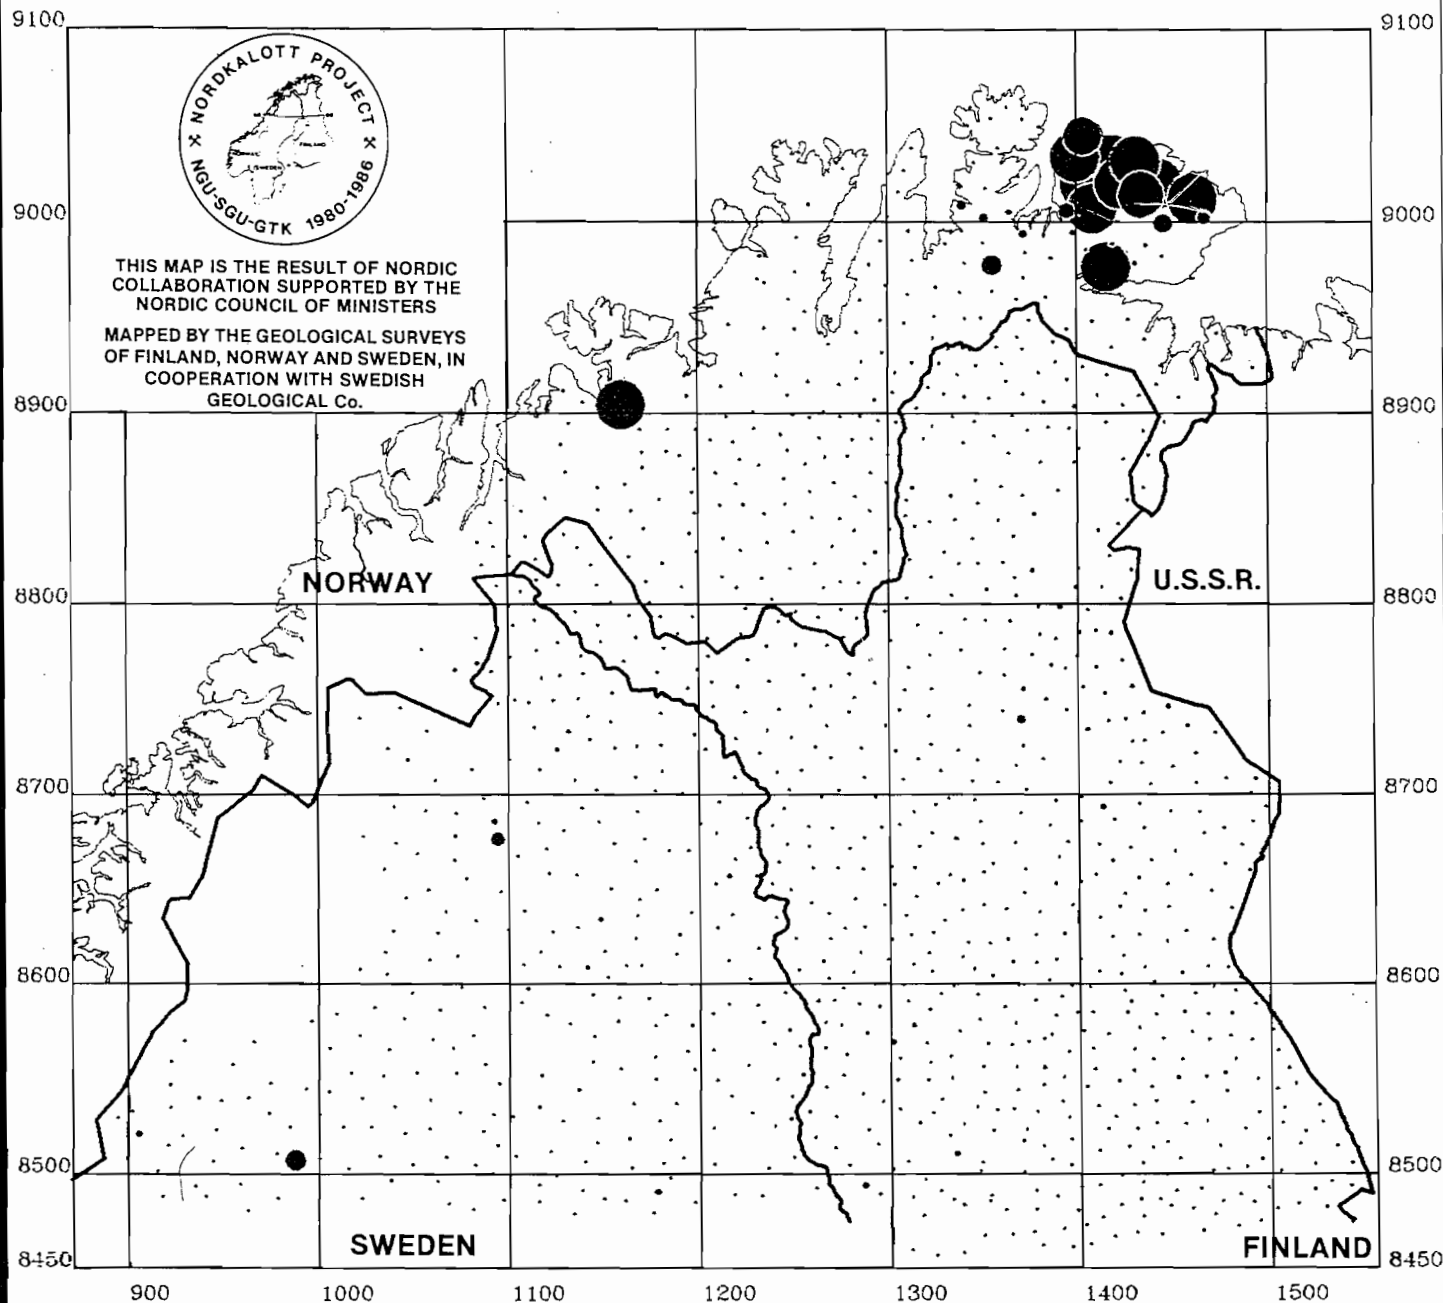 9100
9100
NORDKALOTT PROJECT
NGU-SGU-GTK 1980-1986
FINLAND
SWEDEN
9000
9000
THIS MAP IS THE RESULT OF NORDIC
COLLABORATION SUPPORTED BY THE
NORDIC COUNCIL OF MINISTERS
MAPPED BY THE GEOLOGICAL SURVEYS
OF FINLAND, NORWAY AND SWEDEN, IN
COOPERATION WITH SWEDISH
GEOLOGICAL Co.
8900
8900
NORWAY
U.S.S.R.
8800
8800
8700
8700
8600
8600
8500
8500
SWEDEN
FINLAND
8450
8450
900
1000
1100
1200
1300
1400
1500